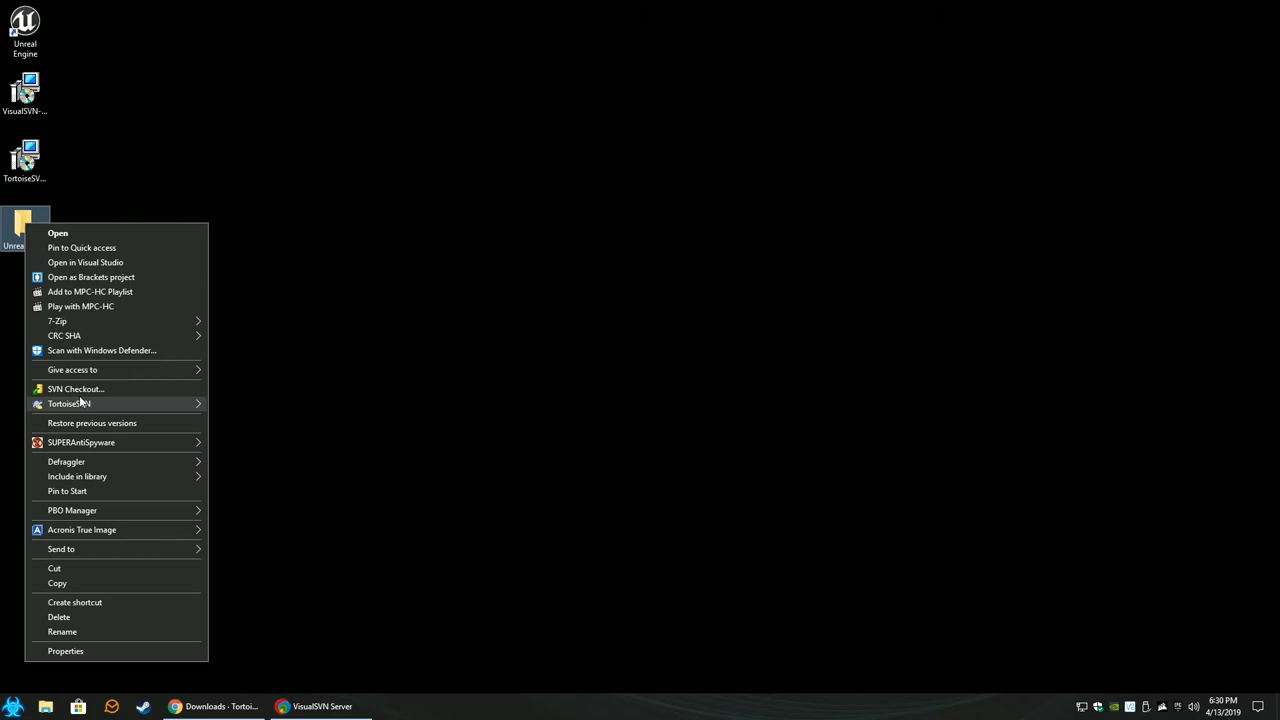 Unreal
Engine
VisualSVN-...
TortoiseSV...
Unrea
Open
Pin to Quick access
Open in Visual Studio
Open as Brackets project
Add to MPC-HC Playlist
Play with MPC-HC
7-Zip
CRC SHA
Scan with Windows Defender...
Give access to
SVN Checkout...
TortoiseSVN
Restore previous versions
SUPERAntiSpyware
Defraggler
Include in library
Pin to Start
PBO Manager
Acronis True Image
Send to
Cut
Copy
Create shortcut
Delete
Rename
Properties
Downloads · Tortoi...
VisualSVN Server
6:30 PM
4/13/2019